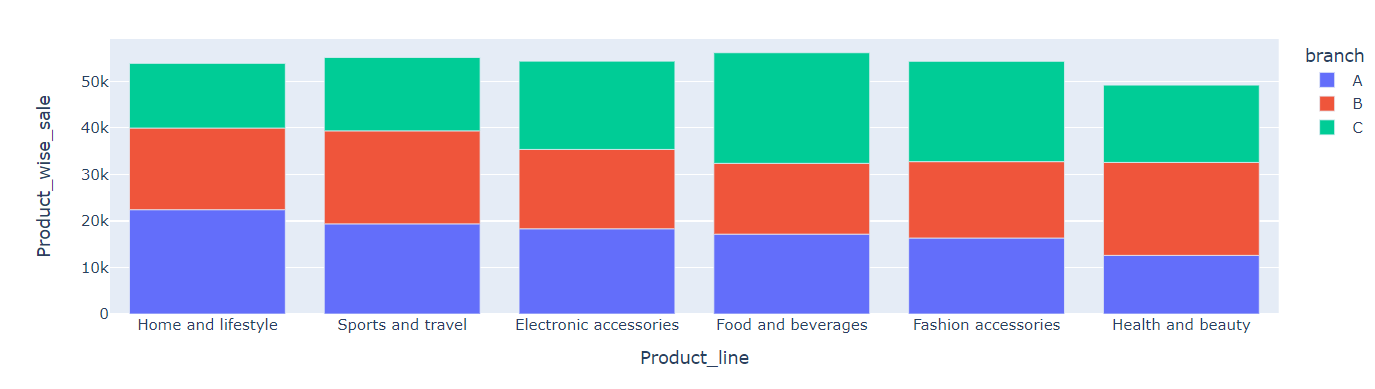 branch
A
B
C
Product_wise_sale
50k
40k
30k
20k
10k
0
Home and lifestyle
Sports and travel
Electronic accessories
Food and beverages
Fashion accessories
Health and beauty
Product_line